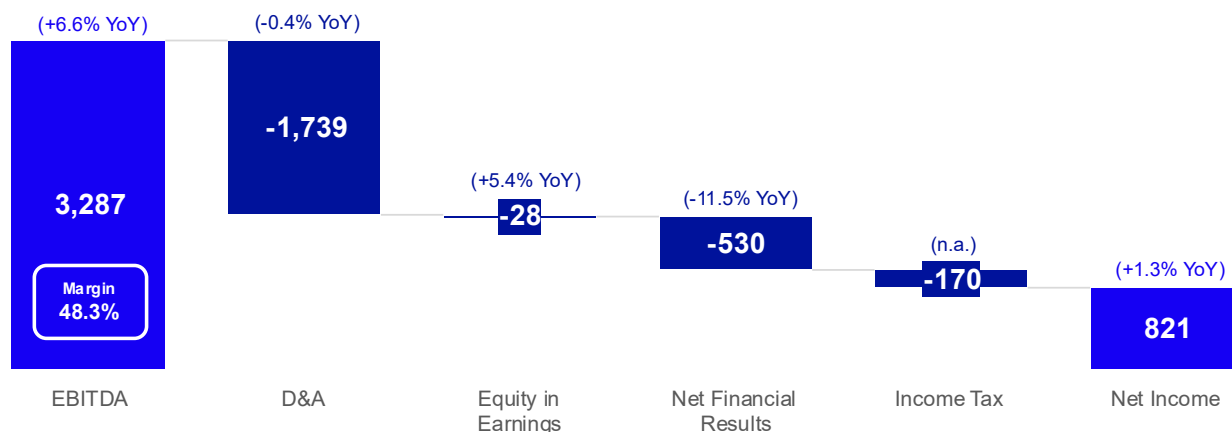 (+6.6% YoY)
(-0.4% YoY)
-1,739
3,287
Margin
48.3%
(+5.4% YoY)
-28
(-11.5% YoY)
-530
(n.a.)
-170
(+1.3% YoY)
821
EBITDA
D&A
Equity in
Earnings
Net Financial
Results
Income Tax
Net Income